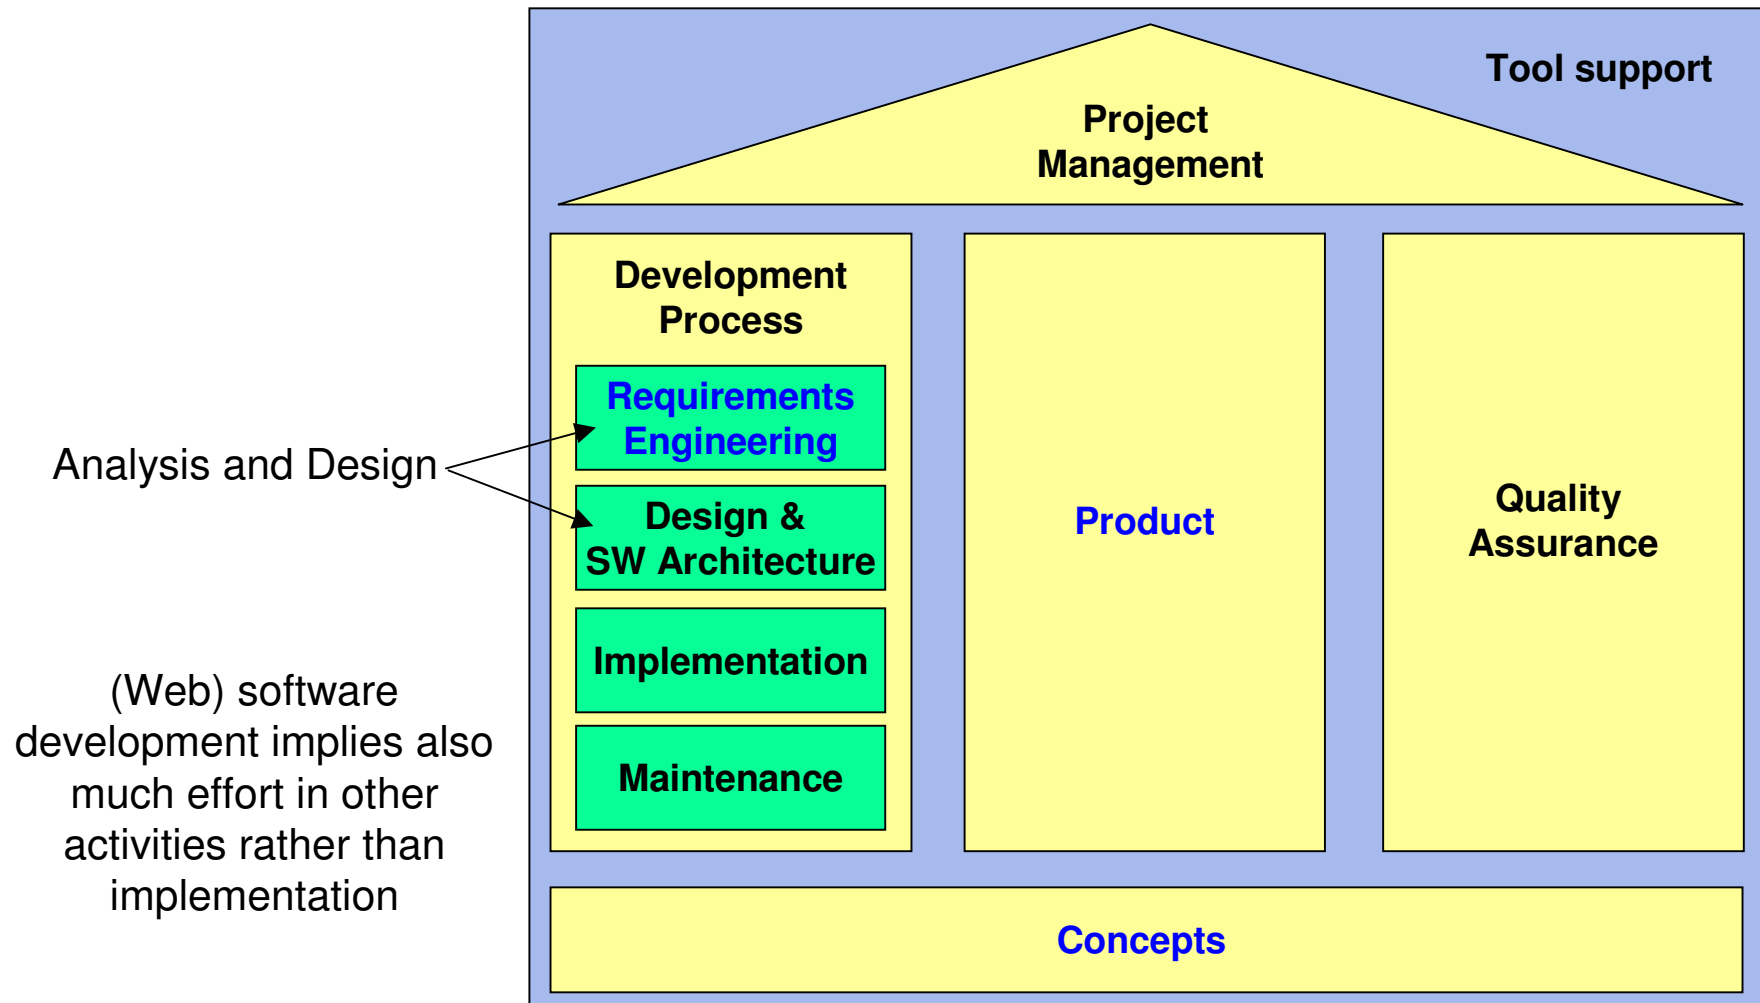 Tool support
Project
Management
Development
Process
Requirements
Engineering
Analysis and Design
Design &
SW Architecture
Implementation
Maintenance
Product
Quality
Assurance
(Web) software
development implies also
much effort in other
activities rather than
implementation
Concepts